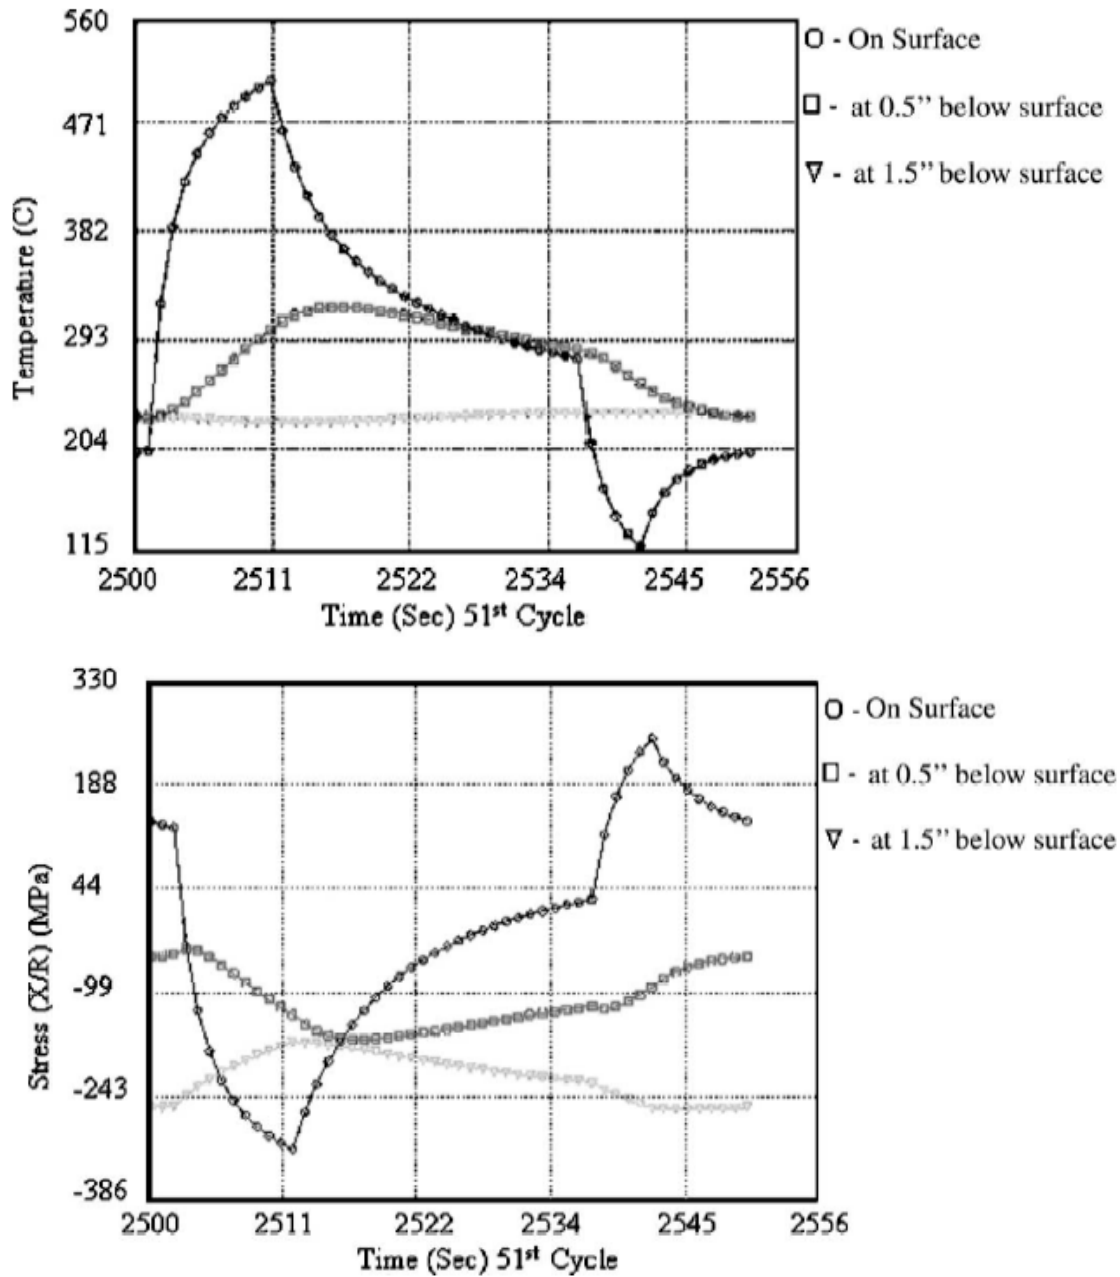 560
471
382
293
204
115
Temperature (C)
2500 2511 2522 2534 2545 2556
Time (Sec) 51st Cycle
O - On Surface
□ - at 0.5” below surface
∇ - at 1.5” below surface
330
188
44
-99
-243
-386
Stress (X/R) (MPa)
2500 2511 2522 2534 2545 2556
Time (Sec) 51st Cycle
O - On Surface
□ - at 0.5” below surface
∇ - at 1.5” below surface